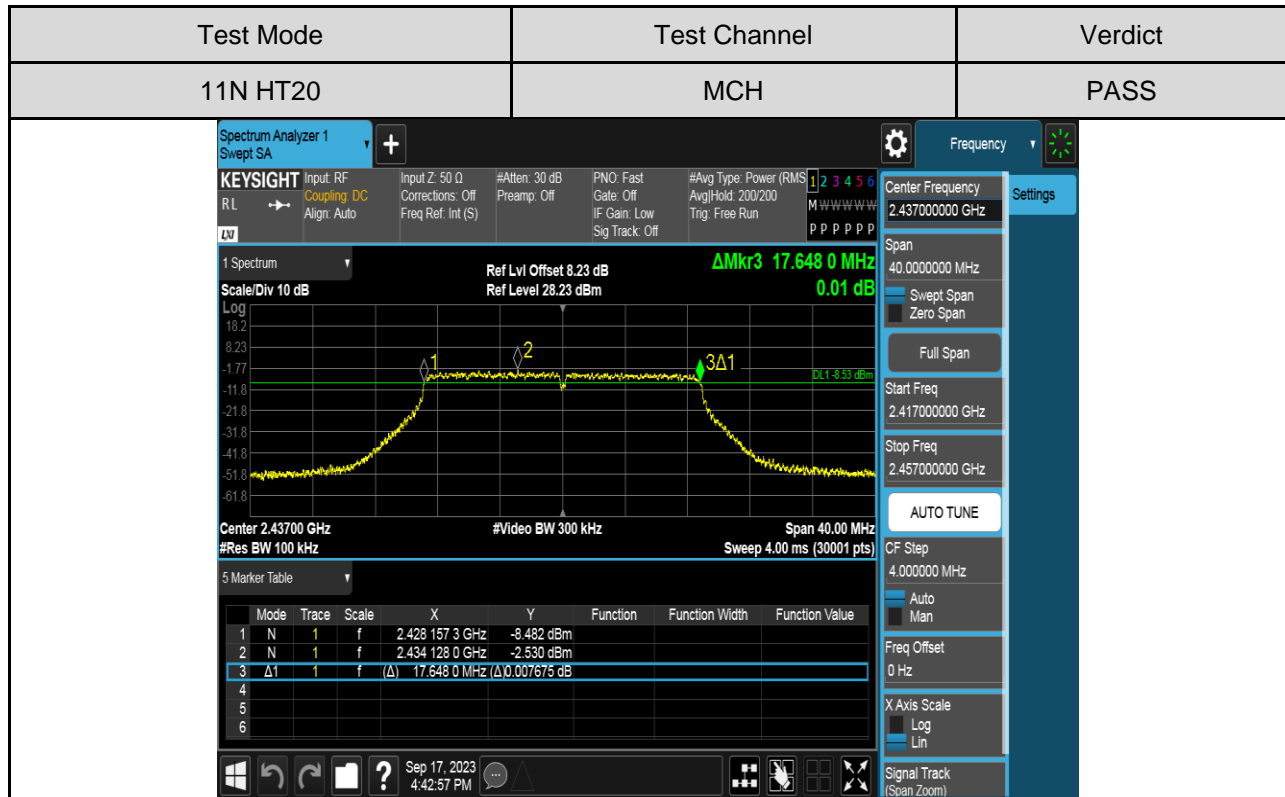 Test Mode Test Channel Verdict
11N HT20 MCH PASS
Spectrum Analyzer 1
Swept SA
+
Frequency
KEYSIGHT Input: RF Input Z: 50 Ω #Atten: 30 dB PNO: Fast #Avg Type: Power (RMS 1 2 3 4 5 6
RL Coupling: DC Corrections: Off Preamp: Off Gate: Off Avg|Hold: 200/200 M W W W W W
Align: Auto Freq Ref: Int (S) IF Gain: Low Trig: Free Run
LXI Sig Track: Off P P P P P P
1 Spectrum Ref Lvl Offset 8.23 dB ΔMkr3 17.648 0 MHz
Scale/Div 10 dB Ref Level 28.23 dBm 0.01 dB
Log
18.2
8.23
-1.77
-11.8
-21.8
-31.8
-41.8
-51.8
-61.8
1 2 3Δ1
DL1 -8.53 dBm
Center 2.43700 GHz #Video BW 300 kHz Span 40.00 MHz
#Res BW 100 kHz Sweep 4.00 ms (30001 pts)
5 Marker Table
Mode Trace Scale X Y Function Function Width Function Value
1 N 1 f 2.428 157 3 GHz -8.482 dBm
2 N 1 f 2.434 128 0 GHz -2.530 dBm
3 Δ1 1 f (Δ) 17.648 0 MHz (Δ)0.007675 dB
4
5
6
?
Sep 17, 2023
4:42:57 PM
Center Frequency
2.437000000 GHz
Settings
Span
40.0000000 MHz
Swept Span
Zero Span
Full Span
Start Freq
2.417000000 GHz
Stop Freq
2.457000000 GHz
AUTO TUNE
CF Step
4.000000 MHz
Auto
Man
Freq Offset
0 Hz
X Axis Scale
Log
Lin
Signal Track
(Span Zoom)